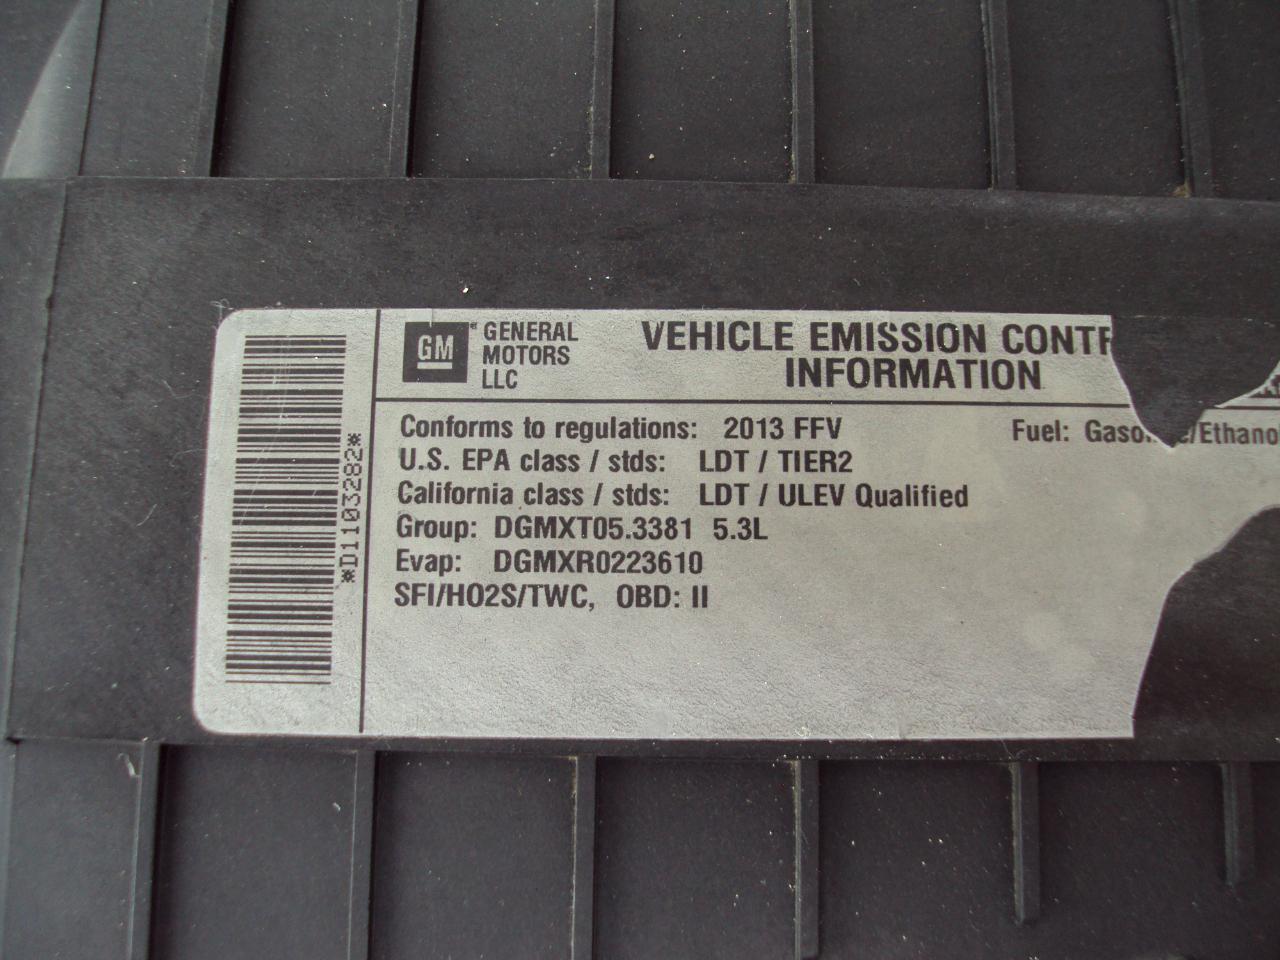 GM
GENERAL
MOTORS
LLC
VEHICLE EMISSION
INFORMATION
Conforms to regulations: 2013 FFV
Fuel:
U.S. EPA class / stds: LDT / TIER2
California class / stds: LDT / ULEV Qualified
Group: DGMXT05.3381 5.3L
Evap: DGMXR0223610
SFI/HO2S/TWC, OBD: II
*D1103282*